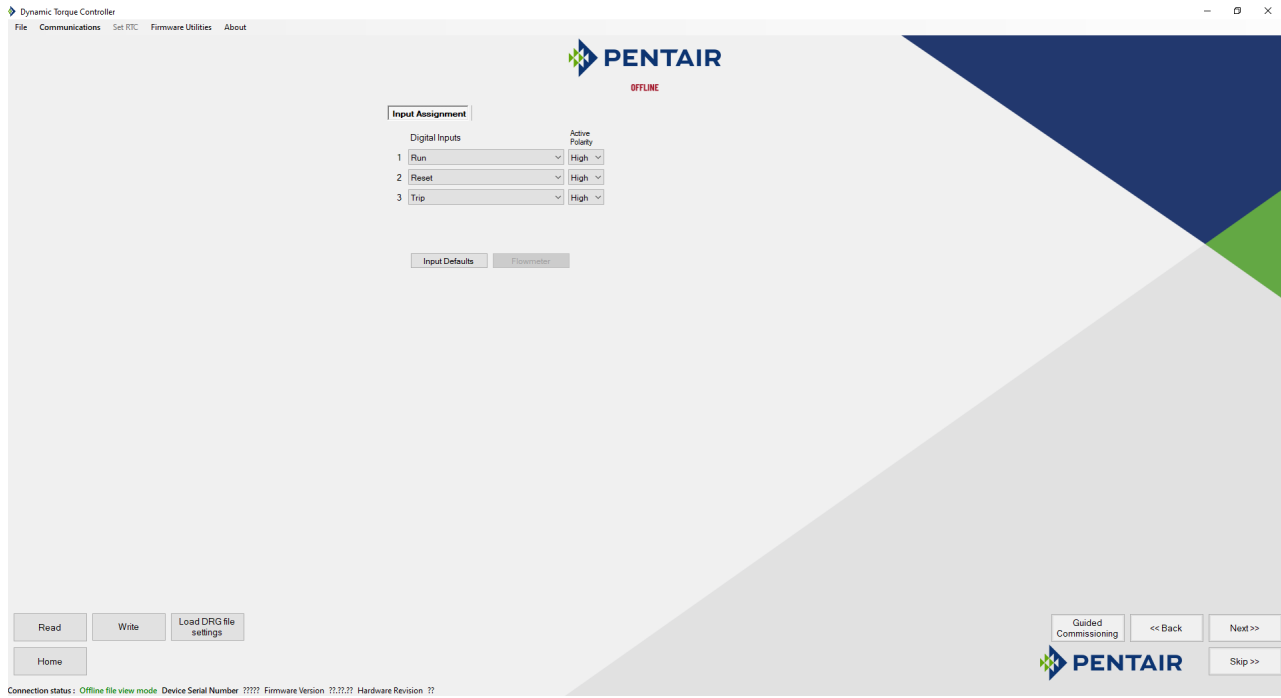 Dynamic Torque Controller
File Communications Set RTC Firmware Utilities About
PENTAIR
OFFLINE
Input Assignment
Digital Inputs
Active
Polarity
1 Run High
2 Reset High
3 Trip High
Input Defaults Flowmeter
Read Write Load DRG file
settings
Guided
Commissioning << Back Next >>
Home
PENTAIR
Skip >>
Connection status : Offline file view mode Device Serial Number ????? Firmware Version ??.??.?? Hardware Revision ??